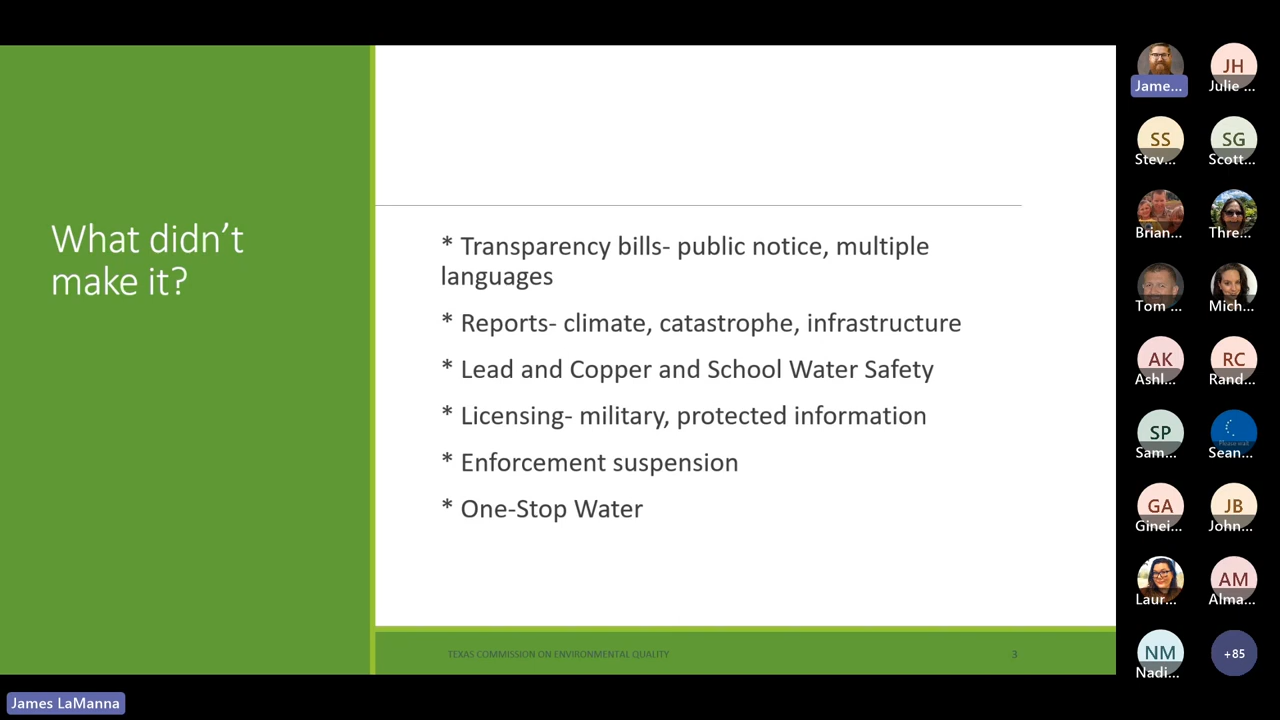 What didn't
make it?
* Transparency bills- public notice, multiple
languages
* Reports- climate, catastrophe, infrastructure
* Lead and Copper and School Water Safety
* Licensing- military, protected information
* Enforcement suspension
* One-Stop Water
TEXAS COMMISSION ON ENVIRONMENTAL QUALITY
3
James LaManna
Jame...
JH
Julie ...
SS
Stev...
SG
Scott...
Brian...
Thre...
Tom ...
Mich...
AK
Ashl...
RC
Rand...
SP
Sam...
Please wait
Sean...
GA
Ginei...
JB
John...
Laur...
AM
Alma...
NM
Nadi...
+85